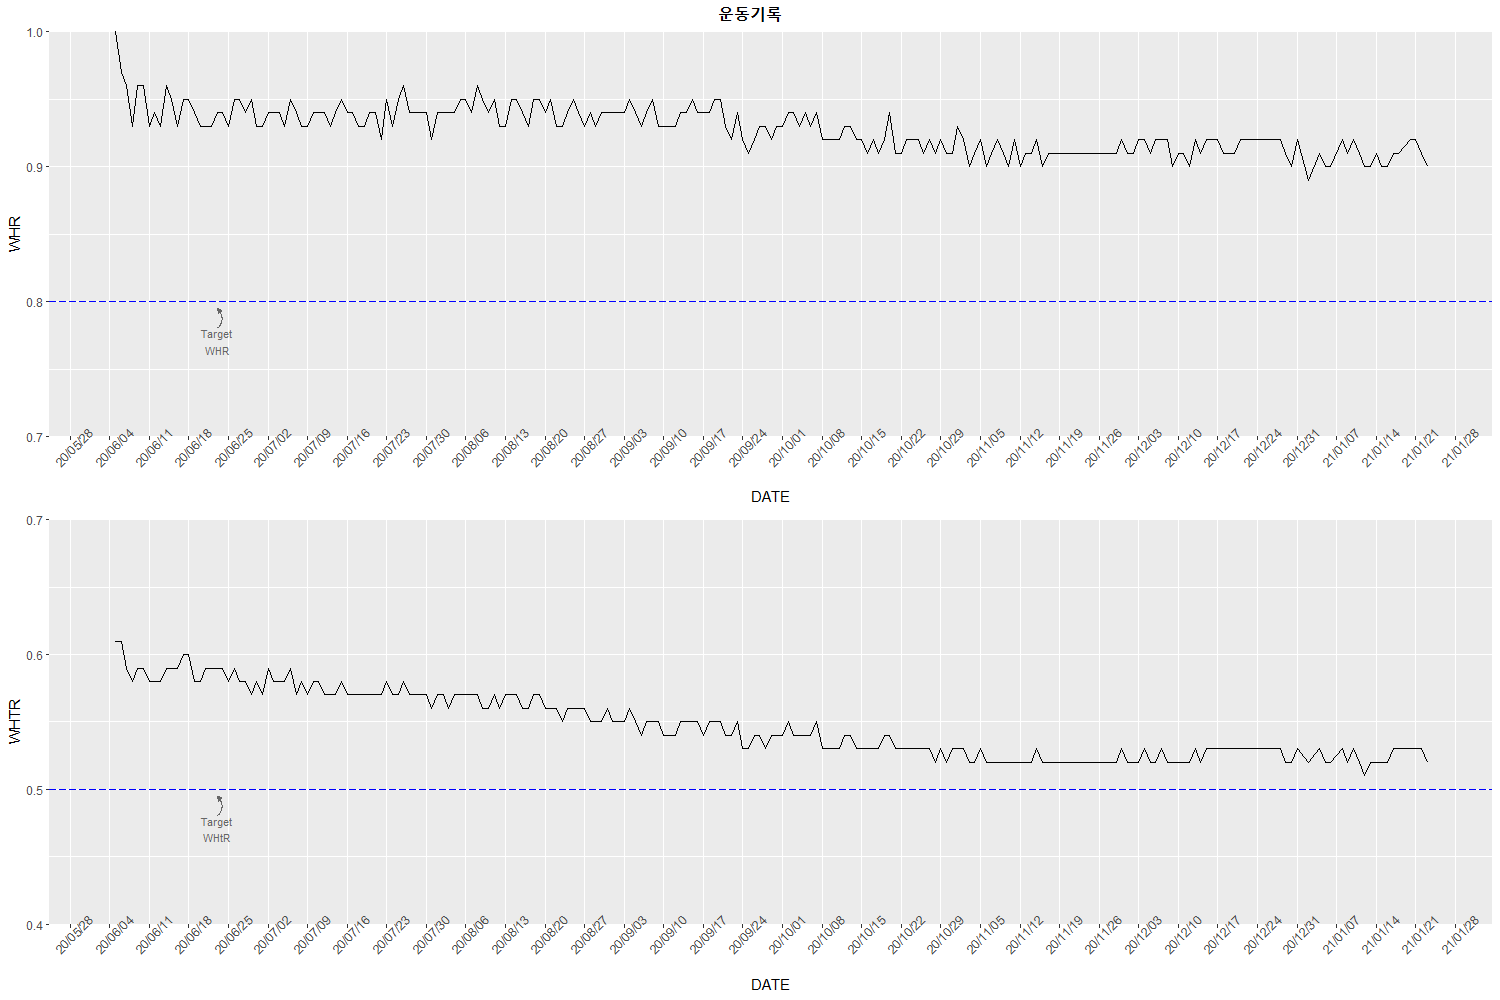 운동기록
1.0
0.9
WHR
0.8
Target
WHR
0.7
20/05/28 20/06/04 20/06/11 20/06/18 20/06/25 20/07/02 20/07/09 20/07/16 20/07/23 20/07/30 20/08/06 20/08/13 20/08/20 20/08/27 20/09/03 20/09/10 20/09/17 20/09/24 20/10/01 20/10/08 20/10/15 20/10/22 20/10/29 20/11/05 20/11/12 20/11/19 20/11/26 20/12/03 20/12/10 20/12/17 20/12/24 20/12/31 21/01/07 21/01/14 21/01/21 21/01/28
DATE
0.7
0.6
WHTR
0.5
Target
WHtR
0.4
20/05/28 20/06/04 20/06/11 20/06/18 20/06/25 20/07/02 20/07/09 20/07/16 20/07/23 20/07/30 20/08/06 20/08/13 20/08/20 20/08/27 20/09/03 20/09/10 20/09/17 20/09/24 20/10/01 20/10/08 20/10/15 20/10/22 20/10/29 20/11/05 20/11/12 20/11/19 20/11/26 20/12/03 20/12/10 20/12/17 20/12/24 20/12/31 21/01/07 21/01/14 21/01/21 21/01/28
DATE